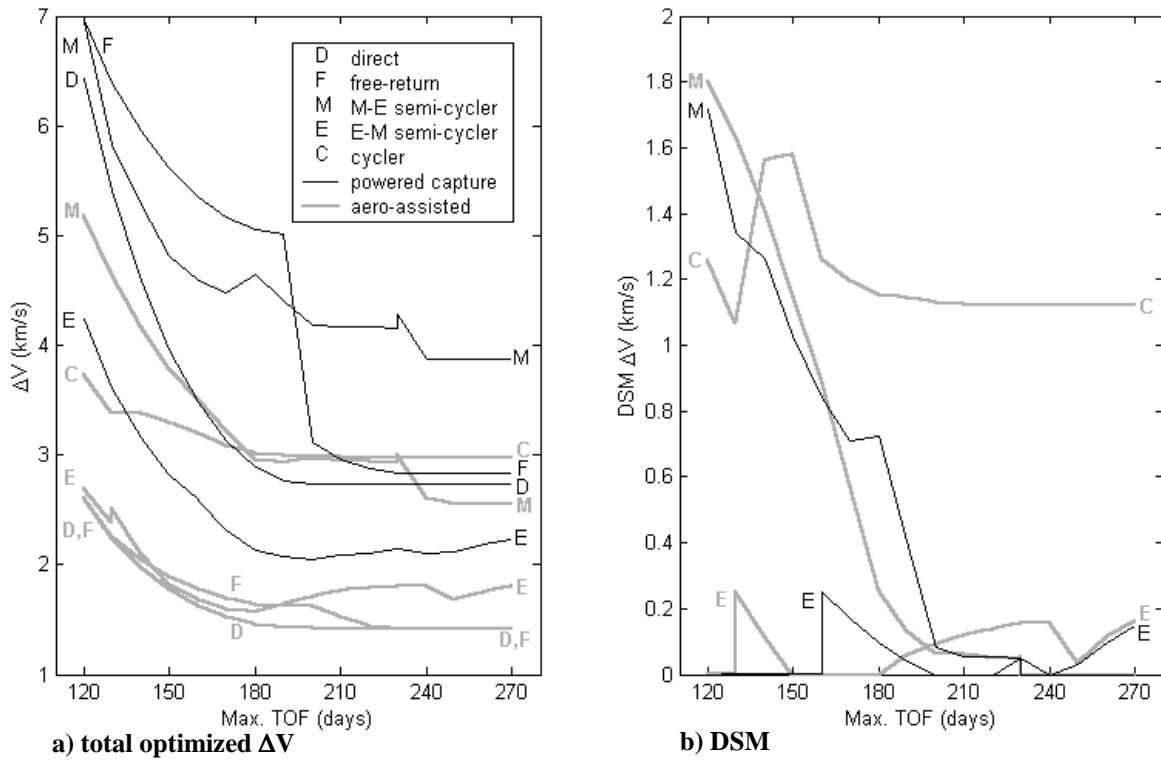 7
6
5
4
3
2
1
ΔV (km/s)
M
F
D
M
E
C
E
D,F
F
D
M
C
F
D
M
E
E
D,F
D direct
F free-return
M M-E semi-cycler
E E-M semi-cycler
C cycler
powered capture
aero-assisted
120 150 180 210 240 270
Max. TOF (days)
a) total optimized ΔV
2
1.8
1.6
1.4
1.2
1
0.8
0.6
0.4
0.2
0
DSM ΔV (km/s)
M
M
C
C
E
E
E
E
120 150 180 210 240 270
Max. TOF (days)
b) DSM